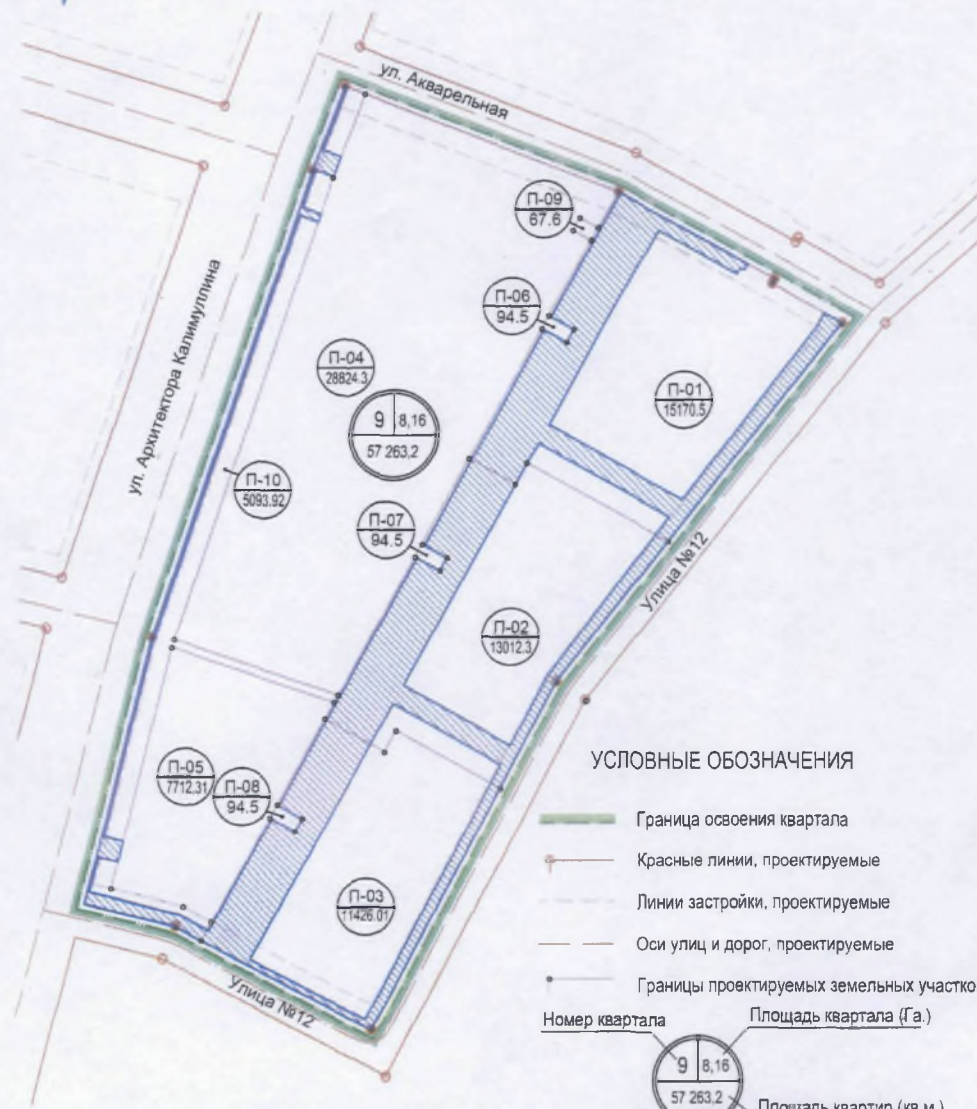 ул. Акварельная
П-09
67.6
П-06
94.5
ул. Архитектора Калимуллина
П-04
28824.3
9 8,16
57 263,2
П-01
15170.5
П-10
5093.92
П-07
94.5
Улица №12
П-02
13012.3
П-05
7712.31
П-08
94.5
П-03
11426.01
Улица №12
УСЛОВНЫЕ ОБОЗНАЧЕНИЯ
Граница освоения квартала
Красные линии, проектируемые
Линии застройки, проектируемые
Оси улиц и дорог, проектируемые
Границы проектируемых земельных участко
Номер квартала
Площадь квартала (Га.)
9 8,16
57 263,2
Площадь квартир (кв.м.)